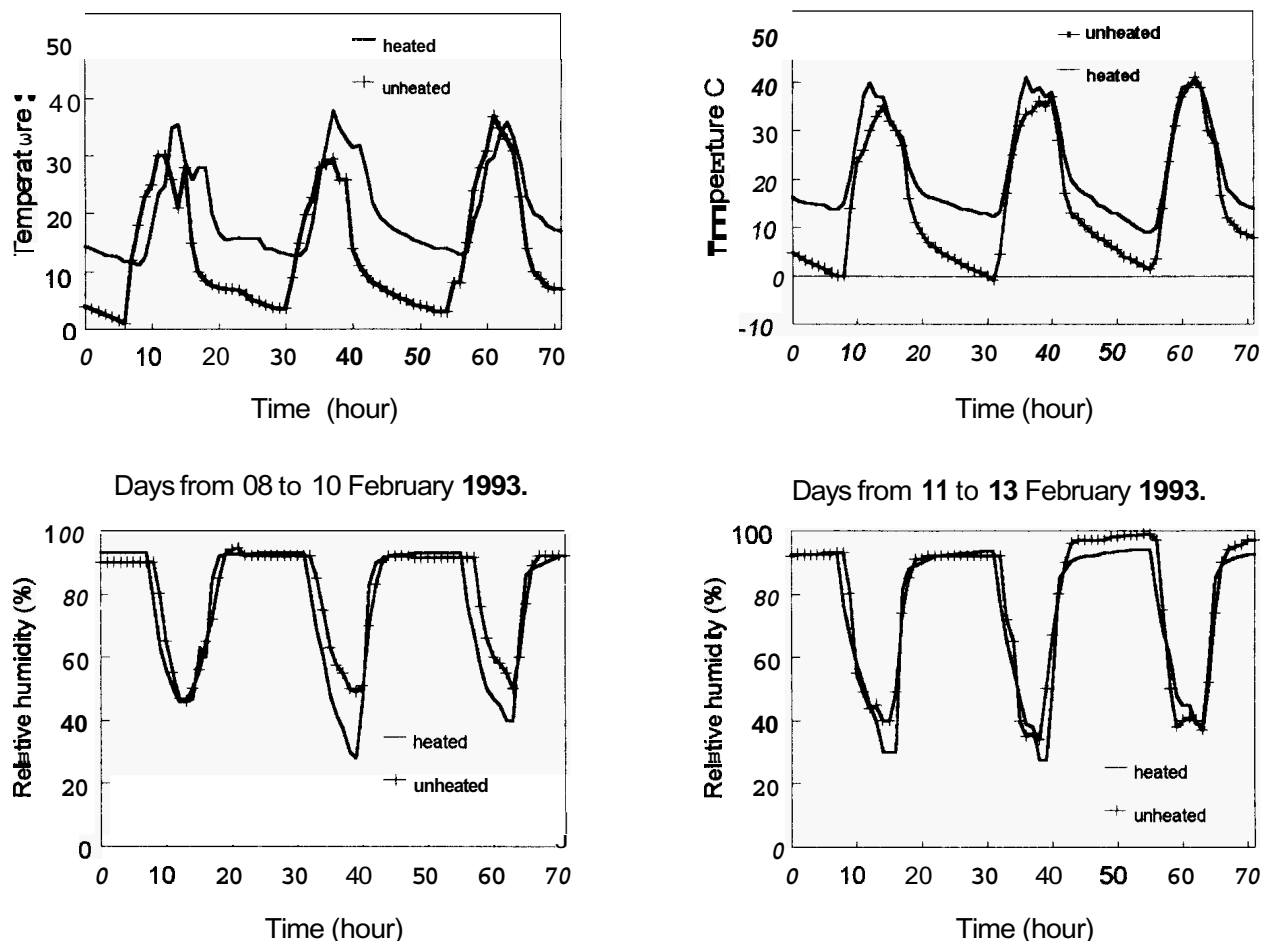 50
heated
unheated
40
30
20
10
0
Temperature
0 10 20 30 40 50 60 70
Time (hour)
50
unheated
heated
40
30
20
10
0
-10
Temperature C
0 10 20 30 40 50 60 70
Time (hour)
Days from 08 to 10 February 1993.
Days from 11 to 13 February 1993.
100
80
60
40
20
0
Relative humidity (%)
heated
unheated
0 10 20 30 40 50 60 70
Time (hour)
100
80
60
40
20
0
Relative humidity (%)
heated
unheated
0 10 20 30 40 50 60 70
Time (hour)